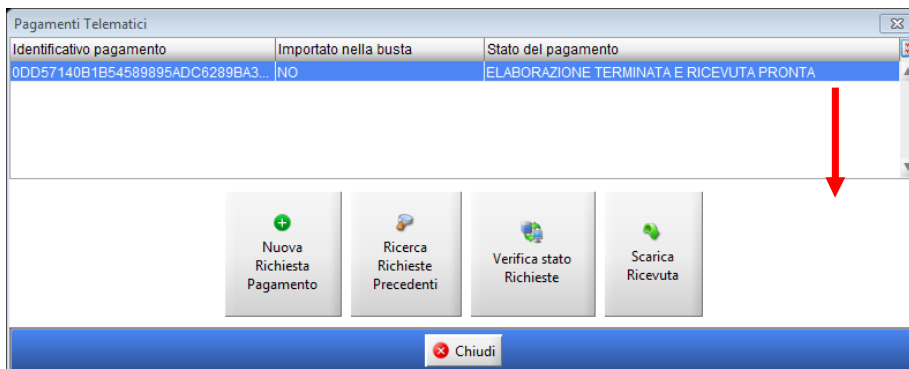 Pagamenti Telematici
Identificativo pagamento Importato nella busta Stato del pagamento
0DD57140B1B54589895ADC6289BA3... NO ELABORAZIONE TERMINATA E RICEVUTA PRONTA
Nuova
Richiesta
Pagamento
Ricerca
Richieste
Precedenti
Verifica stato
Richieste
Scarica
Ricevuta
Chiudi